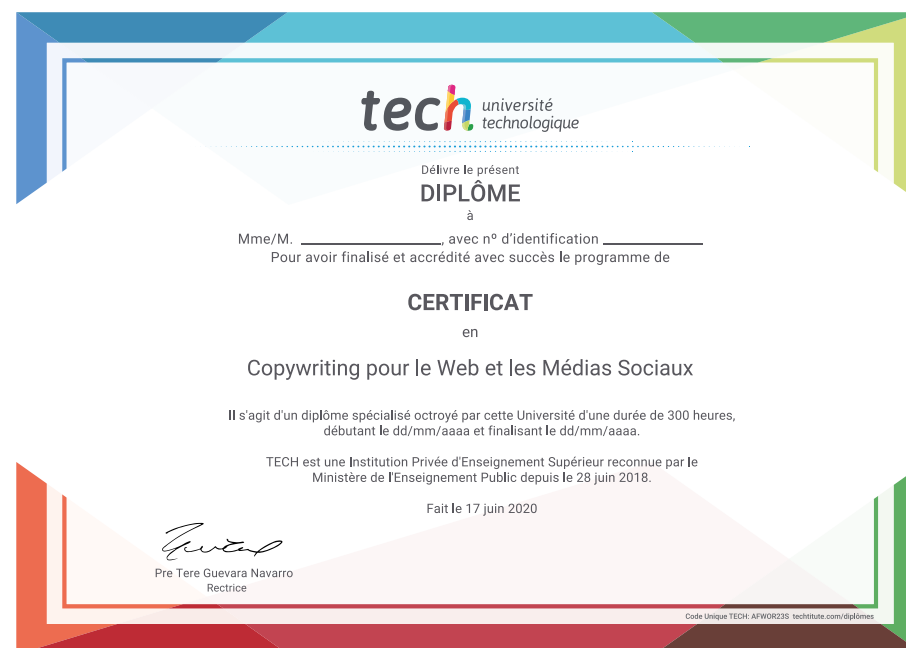 tech université
technologique
Délivre le présent
DIPLÔME
à
Mme/M. ____________________, avec nº d'identification ______________
Pour avoir finalisé et accrédité avec succès le programme de
CERTIFICAT
en
Copywriting pour le Web et les Médias Sociaux
Il s'agit d'un diplôme spécialisé octroyé par cette Université d'une durée de 300 heures,
débutant le dd/mm/aaaa et finalisant le dd/mm/aaaa.
TECH est une Institution Privée d'Enseignement Supérieur reconnue par le
Ministère de l'Enseignement Public depuis le 28 juin 2018.
Fait le 17 juin 2020
Pre Tere Guevara Navarro
Rectrice
Code Unique TECH: AFWOR23S techtitute.com/diplômes